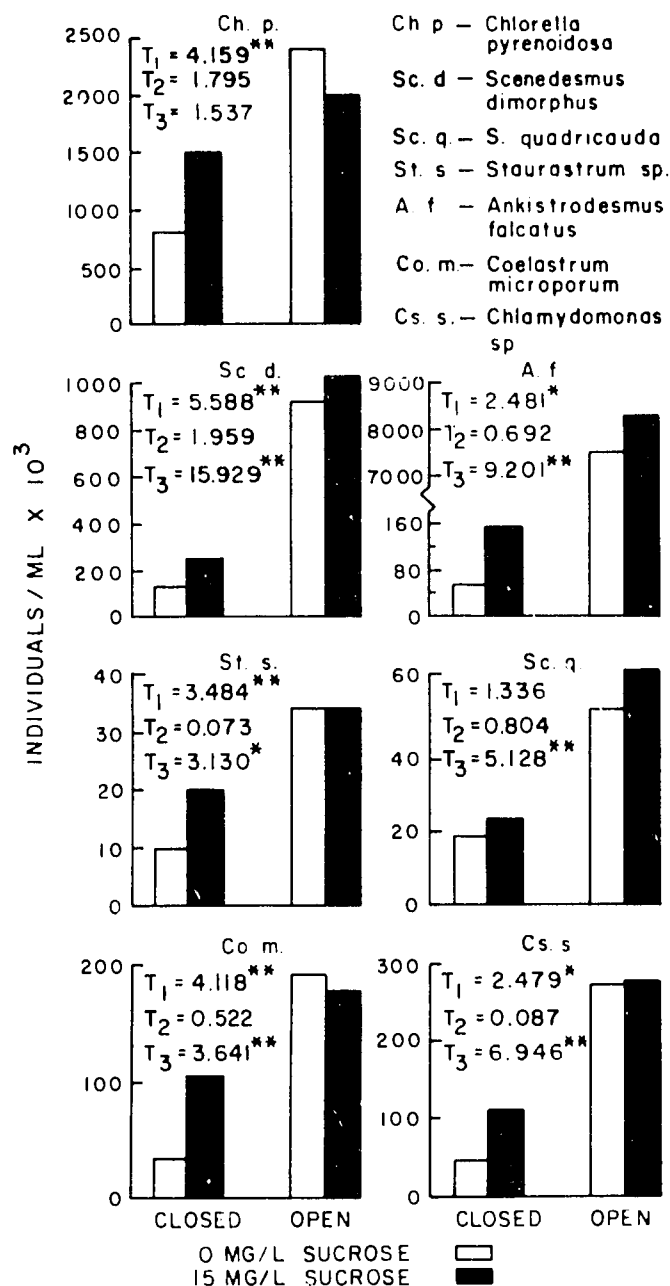 Ch. p.
2500
2000
1500
1000
500
0
T1 = 4.159**
T2 = 1.795
T3 = 1.537
Ch p — Chlorella
pyrenoidosa
Sc. d — Scenedesmus
dimorphus
Sc. q. — S. quadricauda
St. s — Staurastrum sp.
A f — Ankistrodesmus
falcatus
Co. m. — Coelastrum
microporum
Cs. s. — Chlamydomonas
sp
INDIVIDUALS / ML X 10³
Sc d.
1000
800
600
400
200
0
T1 = 5.588**
T2 = 1.959
T3 = 15.929**
A. f
9000
8000
7000
160
80
0
T1 = 2.481*
T2 = 0.692
T3 = 9.201**
St. s.
40
30
20
10
0
T1 = 3.484**
T2 = 0.073
T3 = 3.130*
Sc. q.
60
40
20
0
T1 = 1.336
T2 = 0.804
T3 = 5.128**
Co m.
200
100
0
T1 = 4.118**
T2 = 0.522
T3 = 3.641**
Cs. s
300
200
100
0
T1 = 2.479*
T2 = 0.087
T3 = 6.946**
CLOSED OPEN
CLOSED OPEN
0 MG/L SUCROSE
15 MG/L SUCROSE